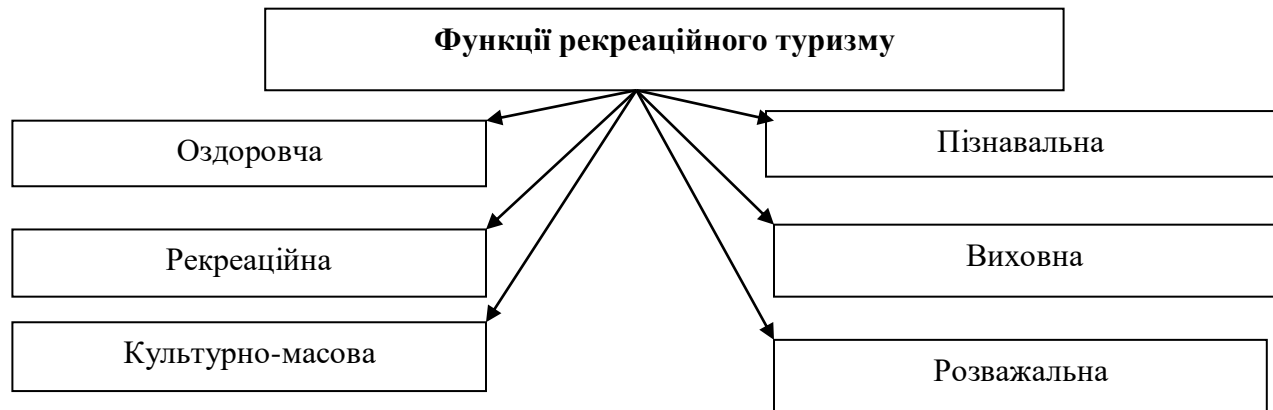 Функції рекреаційного туризму
Оздоровча
Пізнавальна
Рекреаційна
Виховна
Культурно-масова
Розважальна